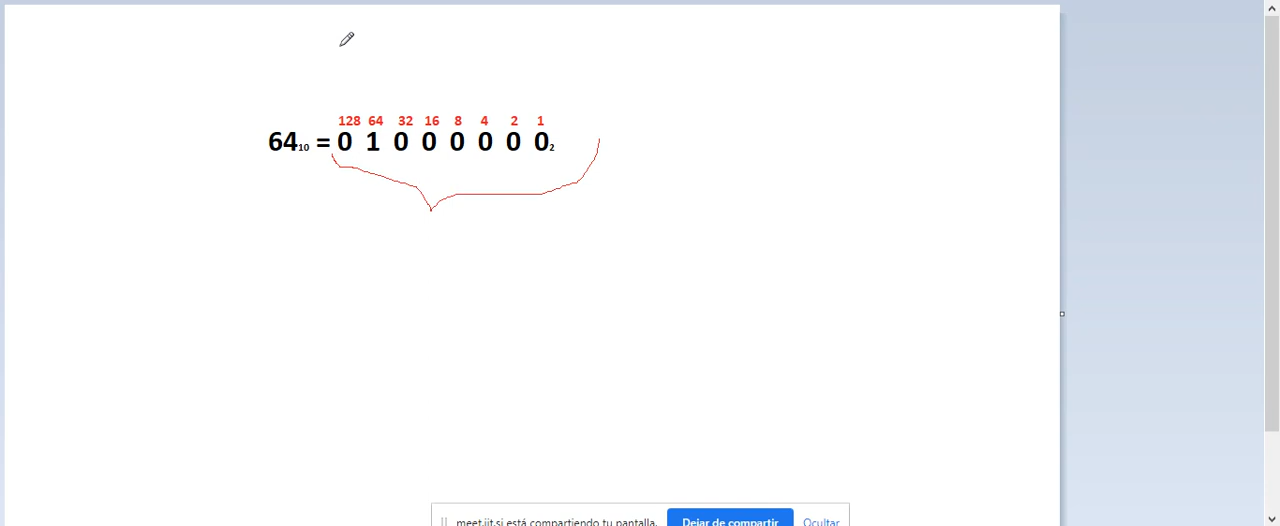 128 64 32 16 8 4 2 1
64₁₀ = 0 1 0 0 0 0 0 0₂
meet.jit.si está compartiendo tu pantalla. Dejar de compartir Ocultar